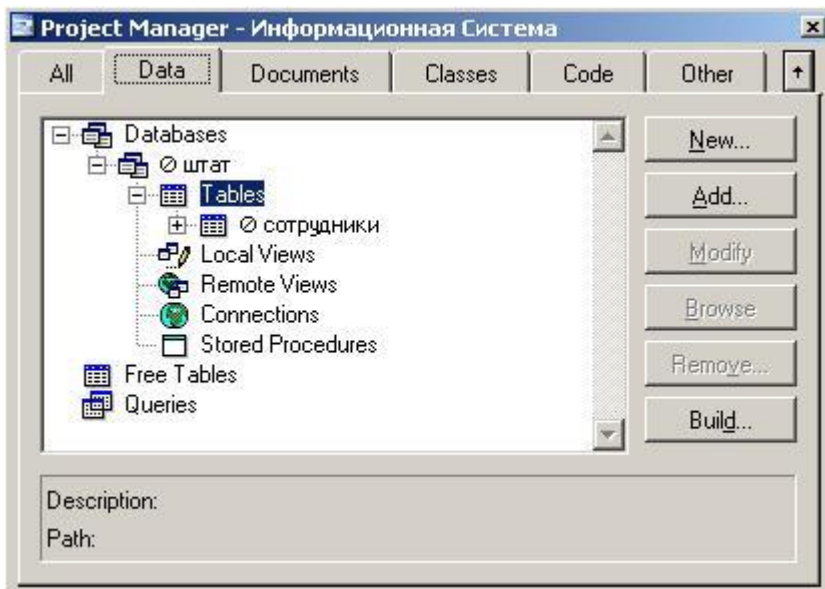 Project Manager - Информационная Система
All Data Documents Classes Code Other
Databases
штат
Tables
сотрудники
Local Views
Remote Views
Connections
Stored Procedures
Free Tables
Queries
New...
Add...
Modify
Browse
Remove...
Build...
Description:
Path: